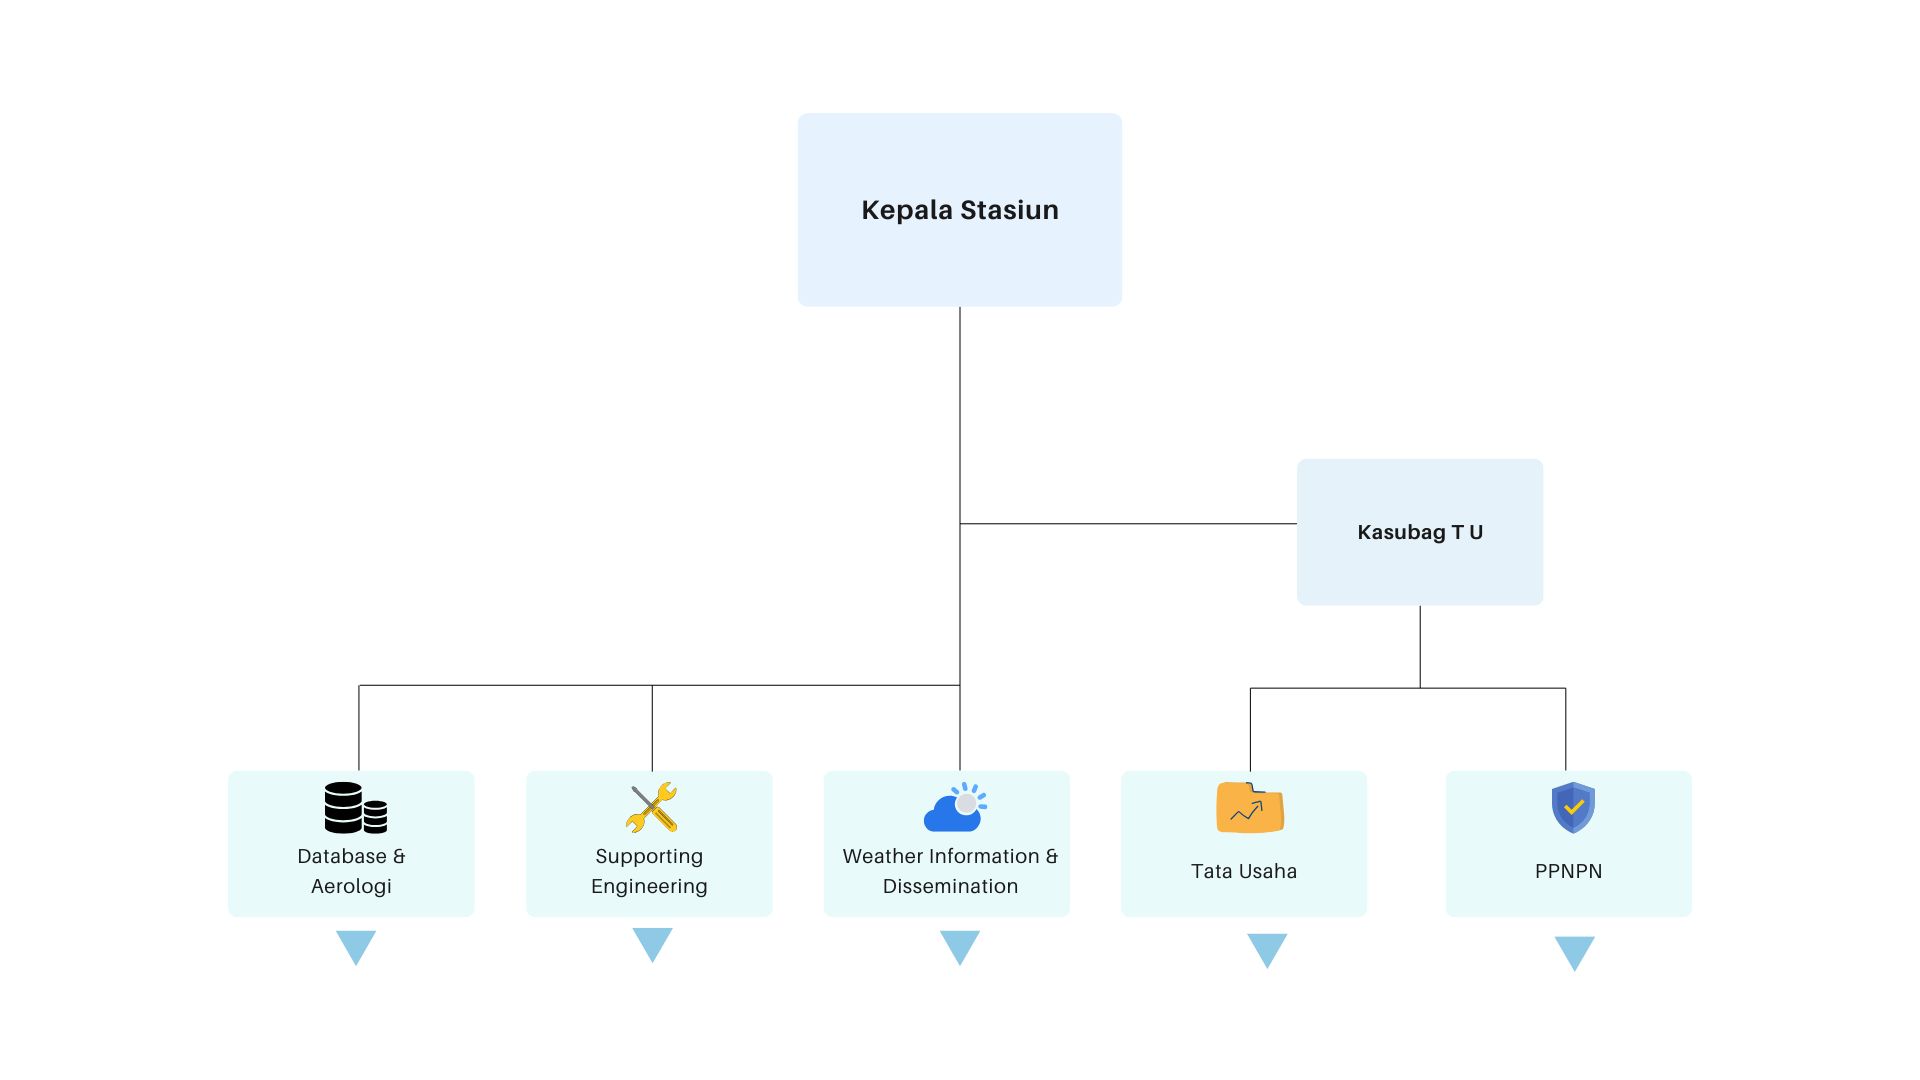 Kepala Stasiun
Kasubag T U
Database &
Aerologi
Supporting
Engineering
Weather Information &
Dissemination
Tata Usaha
PPNPN